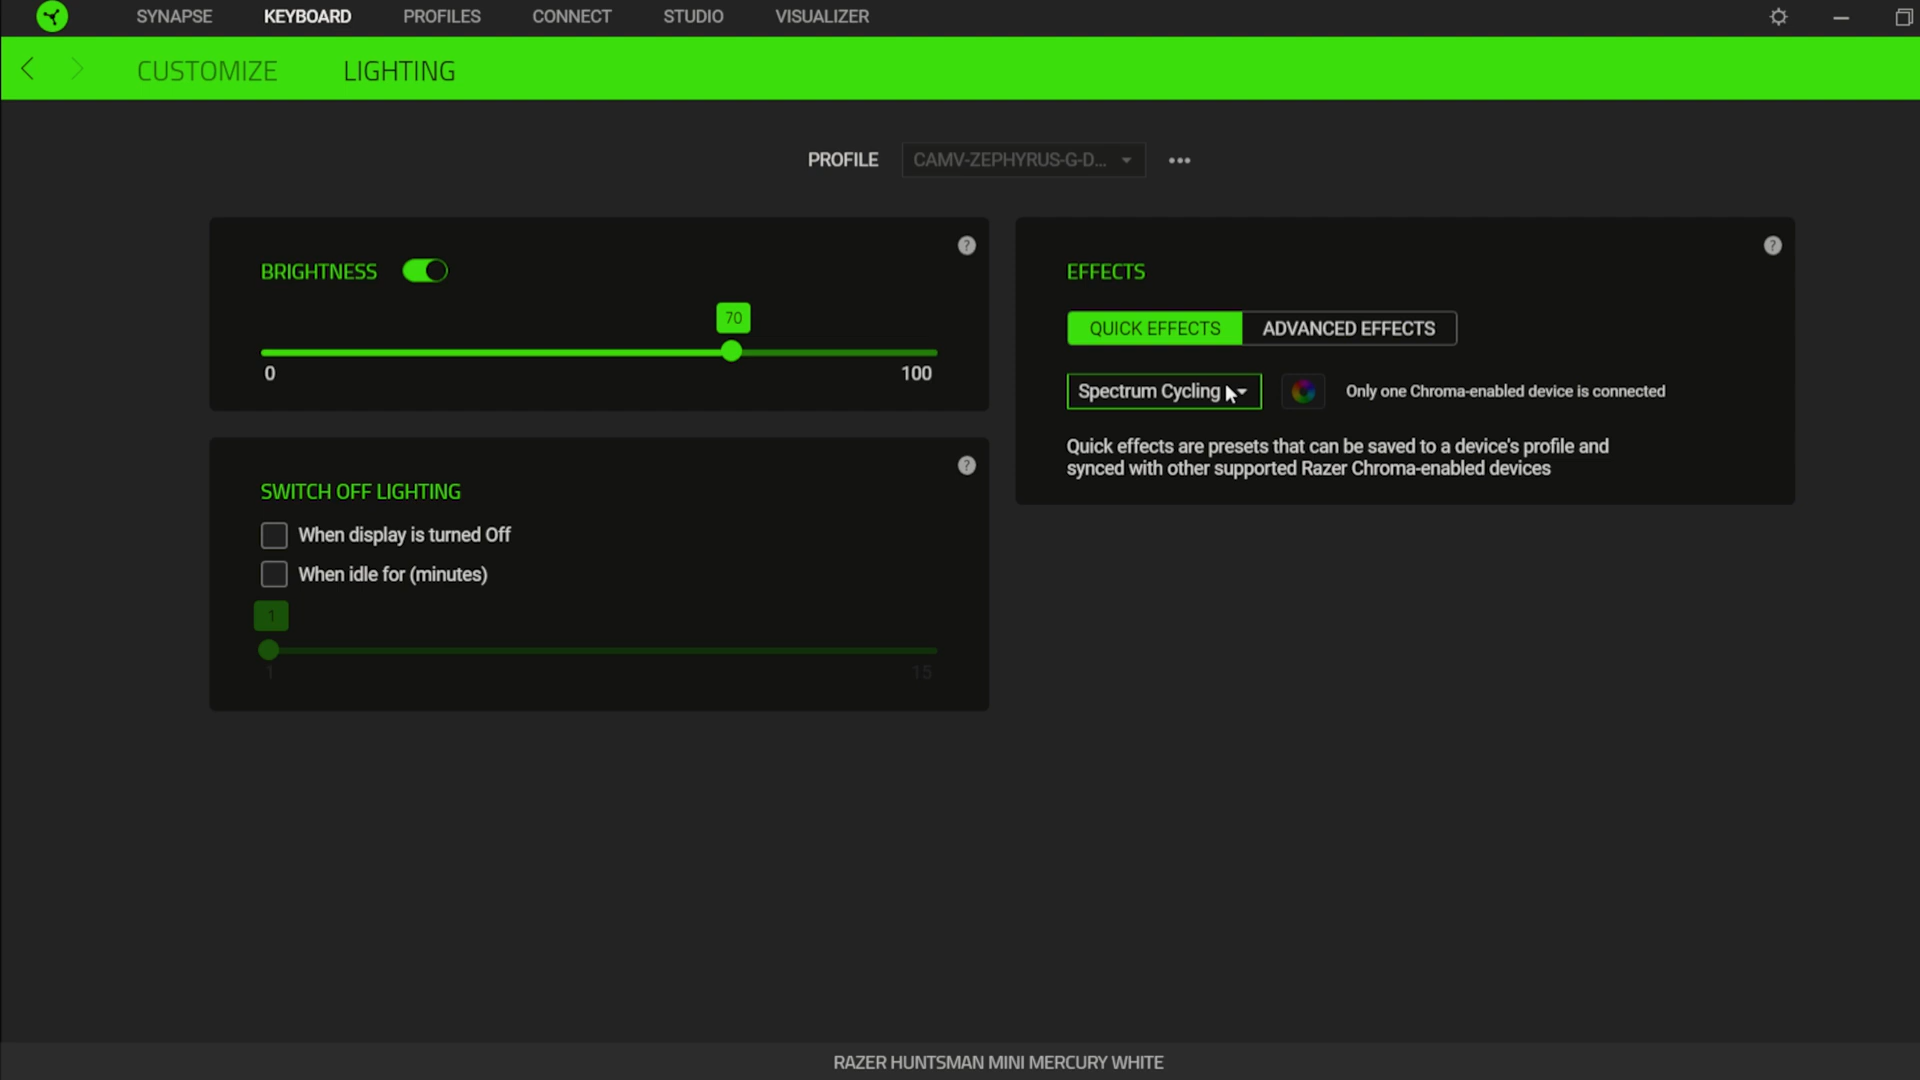 SYNAPSE KEYBOARD PROFILES CONNECT STUDIO VISUALIZER
CUSTOMIZE LIGHTING
PROFILE CAMV-ZEPHYRUS-G-D... •••
BRIGHTNESS
?
70
0 100
SWITCH OFF LIGHTING
?
When display is turned Off
When idle for (minutes)
1
1 15
EFFECTS
?
QUICK EFFECTS ADVANCED EFFECTS
Spectrum Cycling Only one Chroma-enabled device is connected
Quick effects are presets that can be saved to a device's profile and
synced with other supported Razer Chroma-enabled devices
RAZER HUNTSMAN MINI MERCURY WHITE